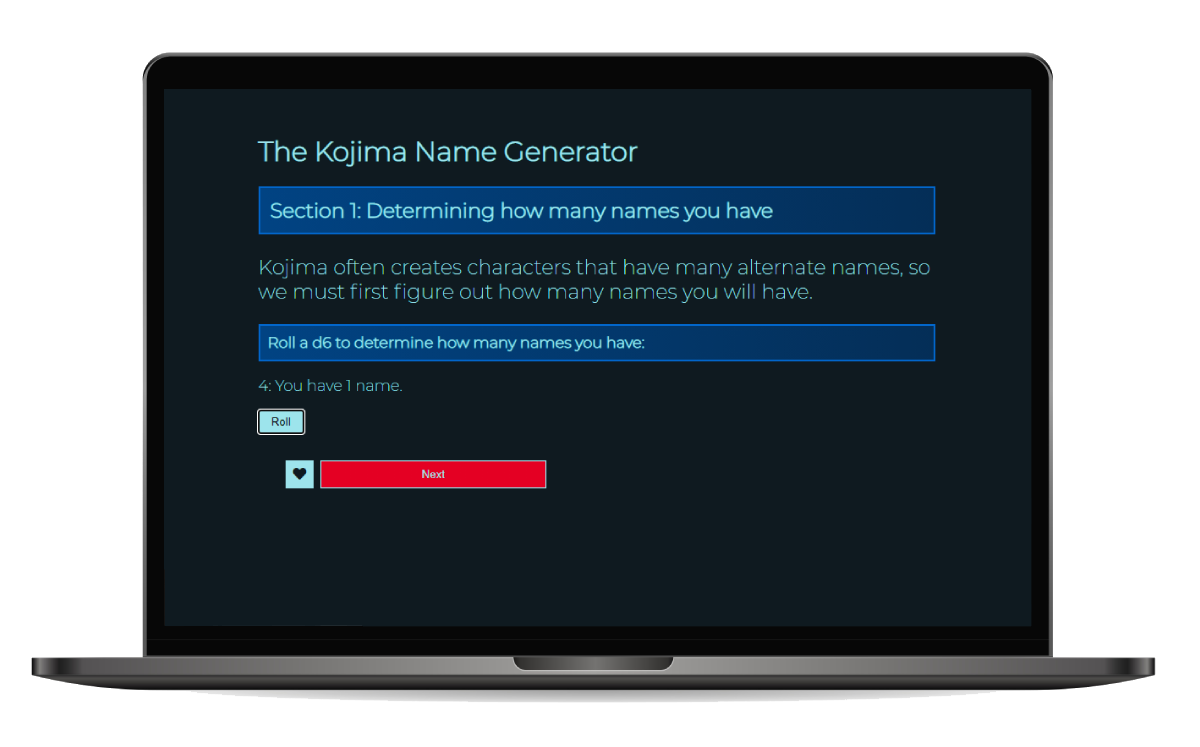 The Kojima Name Generator
Section 1: Determining how many names you have
Kojima often creates characters that have many alternate names, so
we must first figure out how many names you will have.
Roll a d6 to determine how many names you have:
4: You have 1 name.
Roll
Next